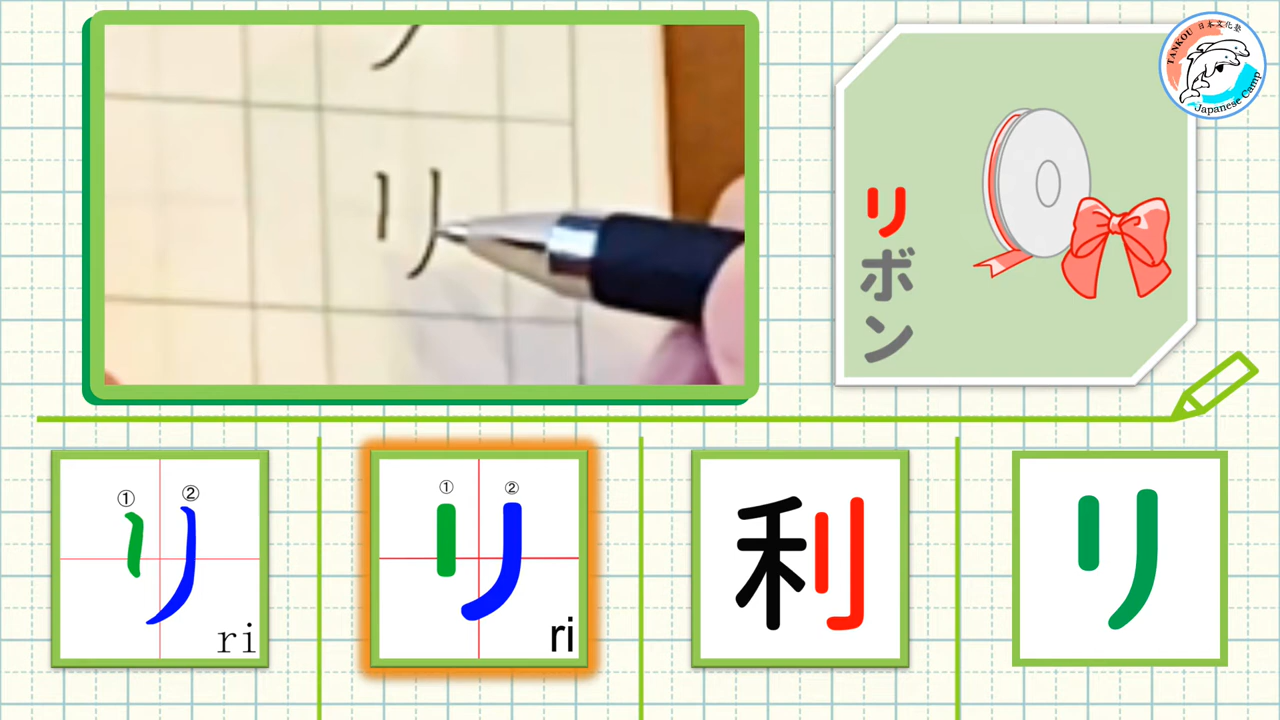 ノ
リ
リボン
TANKOU 日本文化塾
Japanese Camp
① ②
リ
ri
① ②
リ
ri
利
リ